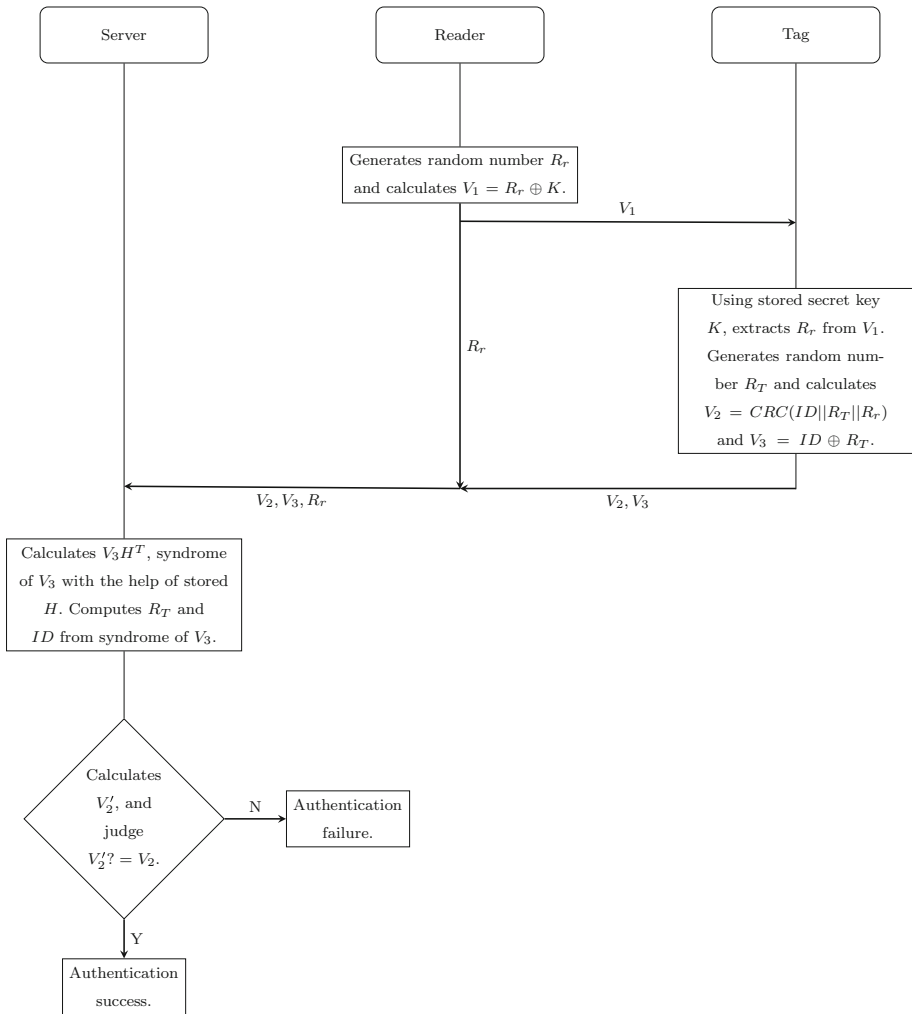 Server
Reader
Tag
Generates random number $R_r$
and calculates $V_1 = R_r \oplus K$.
$V_1$
Using stored secret key
$K$, extracts $R_r$ from $V_1$.
Generates random num-
ber $R_T$ and calculates
$V_2 = CRC(ID||R_T||R_r)$
and $V_3 = ID \oplus R_T$.
$R_r$
$V_2, V_3, R_r$
$V_2, V_3$
Calculates $V_3H^T$, syndrome
of $V_3$ with the help of stored
$H$. Computes $R_T$ and
$ID$ from syndrome of $V_3$.
Calculates
$V_2'$, and
judge
$V_2'? = V_2$.
N
Authentication
failure.
Y
Authentication
success.